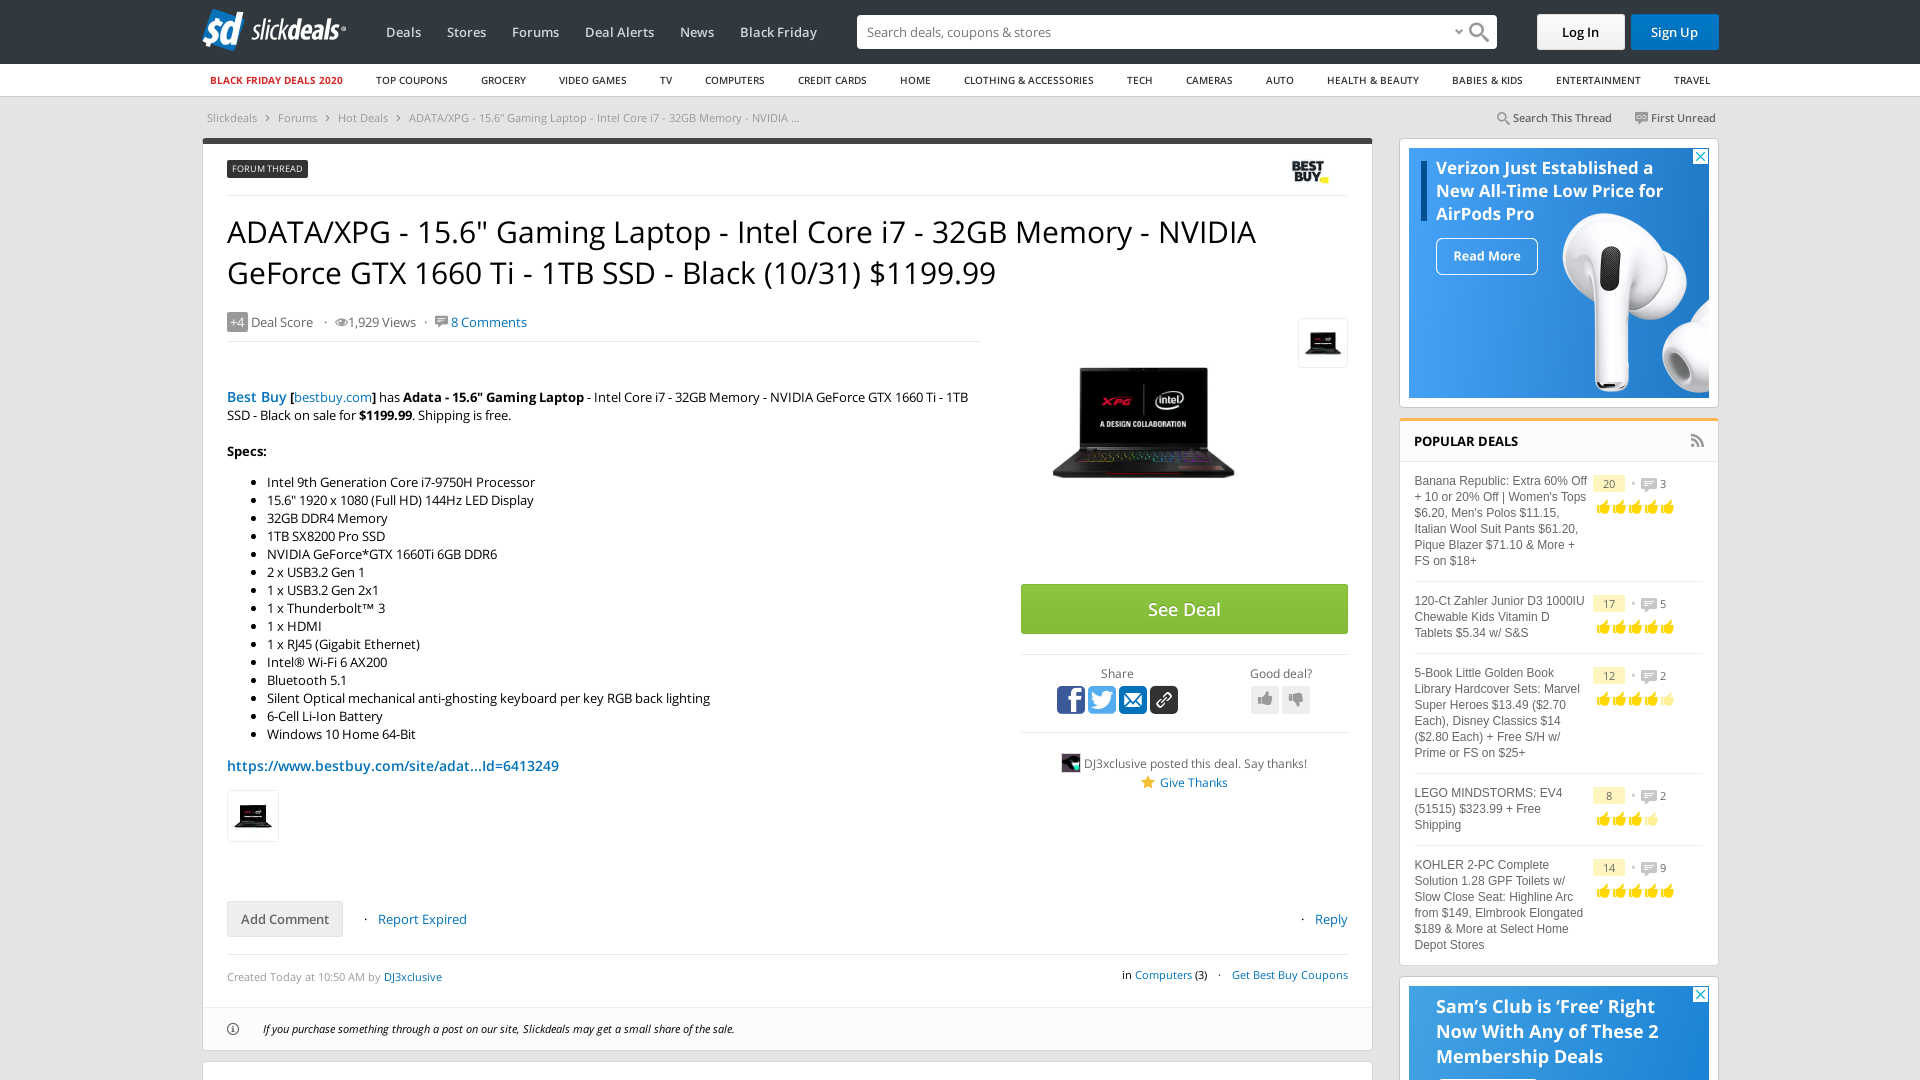 slickdeals
Deals Stores Forums Deal Alerts News Black Friday
Search deals, coupons & shops
Log In Sign Up
BLACK FRIDAY DEALS 2020 TOP COUPONS GROCERY VIDEO GAMES TV COMPUTERS CREDIT CARDS HOME CLOTHING & ACCESSORIES TECH CAMERAS AUTO HEALTH & BEAUTY BABIES & KIDS ENTERTAINMENT TRAVEL
Slickdeals › Forums › Hot Deals › ADATA/XPG - 15.6" Gaming Laptop - Intel Core i7 - 32GB Memory - NVIDIA ...
Search This Thread First Unread
FORUM THREAD
BEST
BUY
ADATA/XPG - 15.6" Gaming Laptop - Intel Core i7 - 32GB Memory - NVIDIA
GeForce GTX 1660 Ti - 1TB SSD - Black (10/31) $1199.99
+4 Deal Score · 1,929 Views · 8 Comments
Best Buy [bestbuy.com] has Adata - 15.6" Gaming Laptop - Intel Core i7 - 32GB Memory - NVIDIA GeForce GTX 1660 Ti - 1TB
SSD - Black on sale for $1199.99. Shipping is free.
Specs:
• Intel 9th Generation Core i7-9750H Processor
• 15.6" 1920 x 1080 (Full HD) 144Hz LED Display
• 32GB DDR4 Memory
• 1TB SX8200 Pro SSD
• NVIDIA GeForce*GTX 1660Ti 6GB DDR6
• 2 x USB3.2 Gen 1
• 1 x USB3.2 Gen 2x1
• 1 x Thunderbolt™ 3
• 1 x HDMI
• 1 x RJ45 (Gigabit Ethernet)
• Intel® Wi-Fi 6 AX200
• Bluetooth 5.1
• Silent Optical mechanical anti-ghosting keyboard per key RGB back lighting
• 6-Cell Li-Ion Battery
• Windows 10 Home 64-Bit
https://www.bestbuy.com/site/adat...Id=6413249
XPG intel
A DESIGN COLLABORATION
See Deal
Share Good deal?
DJ3xclusive posted this deal. Say thanks!
Give Thanks
Add Comment · Report Expired · Reply
Created Today at 10:50 AM by DJ3xclusive
in Computers (3) · Get Best Buy Coupons
If you purchase something through a post on our site, Slickdeals may get a small share of the sale.
Verizon Just Established a
New All-Time Low Price for
AirPods Pro
Read More
POPULAR DEALS
Banana Republic: Extra 60% Off
+ 10 or 20% Off | Women's Tops
$6.20, Men's Polos $11.15,
Italian Wool Suit Pants $61.20,
Pique Blazer $71.10 & More +
FS on $18+
20 • 3
120-Ct Zahler Junior D3 1000IU
Chewable Kids Vitamin D
Tablets $5.34 w/ S&S
17 • 5
5-Book Little Golden Book
Library Hardcover Sets: Marvel
Super Heroes $13.49 ($2.70
Each), Disney Classics $14
($2.80 Each) + Free S/H w/
Prime or FS on $25+
12 • 2
LEGO MINDSTORMS: EV4
(51515) $323.99 + Free
Shipping
8 • 2
KOHLER 2-PC Complete
Solution 1.28 GPF Toilets w/
Slow Close Seat: Highline Arc
from $149, Elmbrook Elongated
$189 & More at Select Home
Depot Stores
14 • 9
Sam's Club is 'Free' Right
Now With Any of These 2
Membership Deals